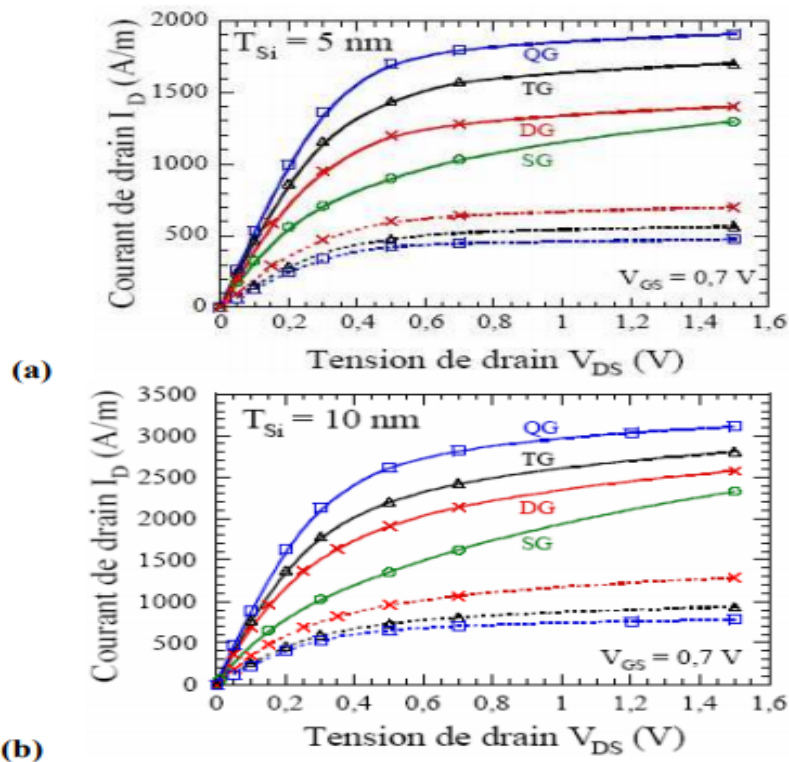 T_Si = 5 nm
Courant de drain I_D (A/m)
2000
1500
1000
500
0
QG
TG
DG
SG
V_GS = 0,7 V
0 0,2 0,4 0,6 0,8 1 1,2 1,4 1,6
Tension de drain V_DS (V)
(a)
T_Si = 10 nm
Courant de drain I_D (A/m)
3500
3000
2500
2000
1500
1000
500
0
QG
TG
DG
SG
V_GS = 0,7 V
0 0,2 0,4 0,6 0,8 1 1,2 1,4 1,6
Tension de drain V_DS (V)
(b)